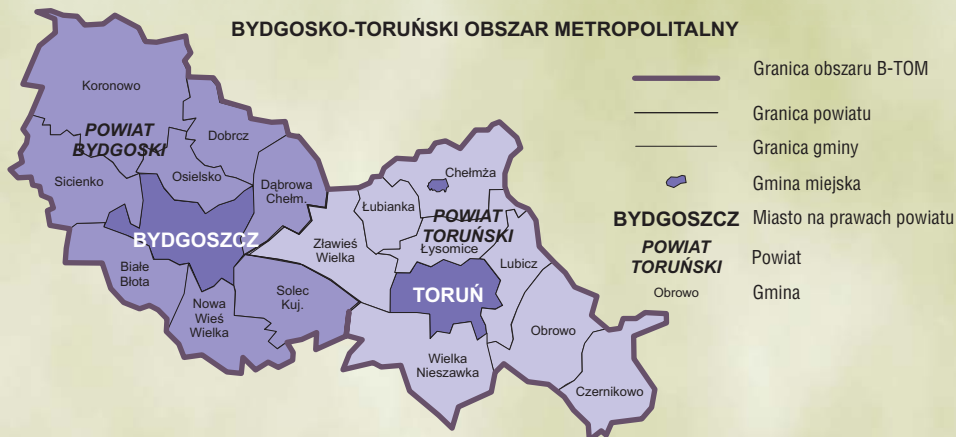 BYDGOSKO-TORUŃSKI OBSZAR METROPOLITALNY
Koronowo
POWIAT
BYDGOSKI
Dobrcz
Sicienko
Osielsko
Dąbrowa
Chełm.
BYDGOSZCZ
Białe
Błota
Nowa
Wieś
Wielka
Solec
Kuj.
Chełmża
Łubianka
POWIAT
TORUŃSKI
Zławieś
Wielka
Łysomice
Lubicz
TORUŃ
Obrowo
Wielka
Nieszawka
Czernikowo
Granica obszaru B-TOM
Granica powiatu
Granica gminy
Gmina miejska
BYDGOSZCZ Miasto na prawach powiatu
POWIAT
TORUŃSKI
Powiat
Obrowo Gmina